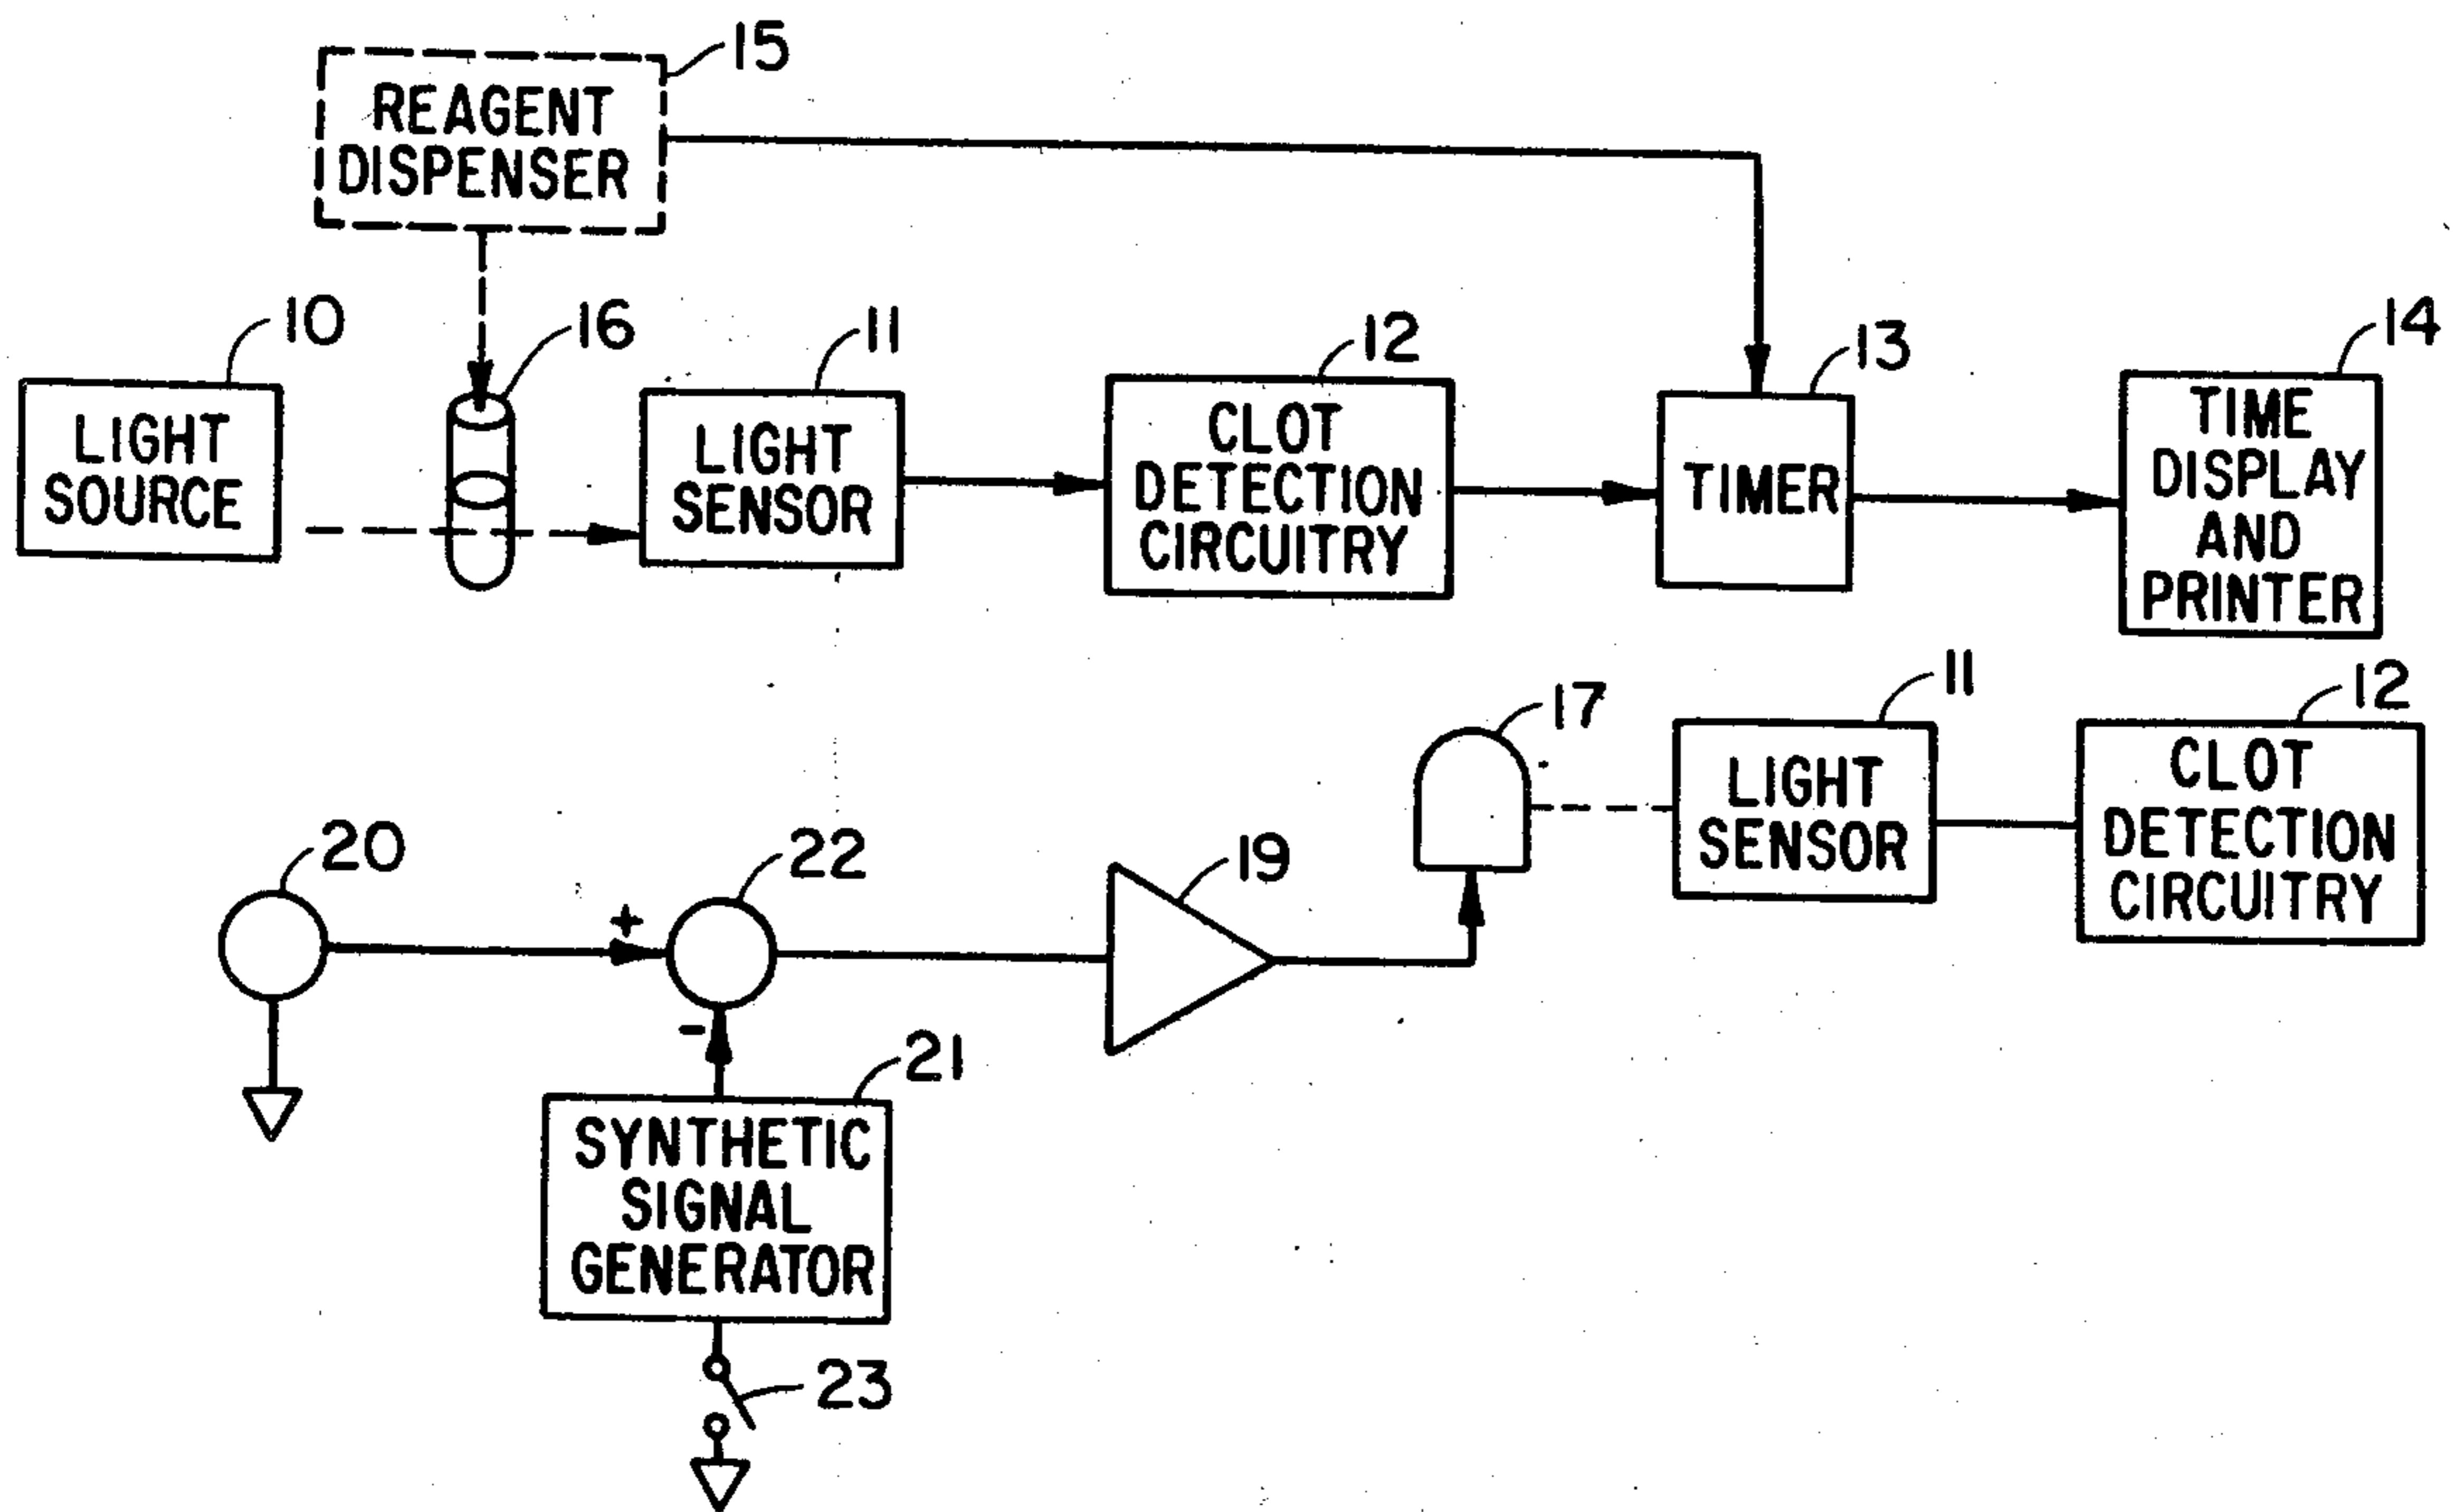 15
REAGENT
DISPENSER
10
16
11
12
13
14
LIGHT
SOURCE
LIGHT
SENSOR
CLOT
DETECTION
CIRCUITRY
TIMER
TIME
DISPLAY
AND
PRINTER
17
11
12
LIGHT
SENSOR
CLOT
DETECTION
CIRCUITRY
20
22
19
+
-
21
SYNTHETIC
SIGNAL
GENERATOR
23